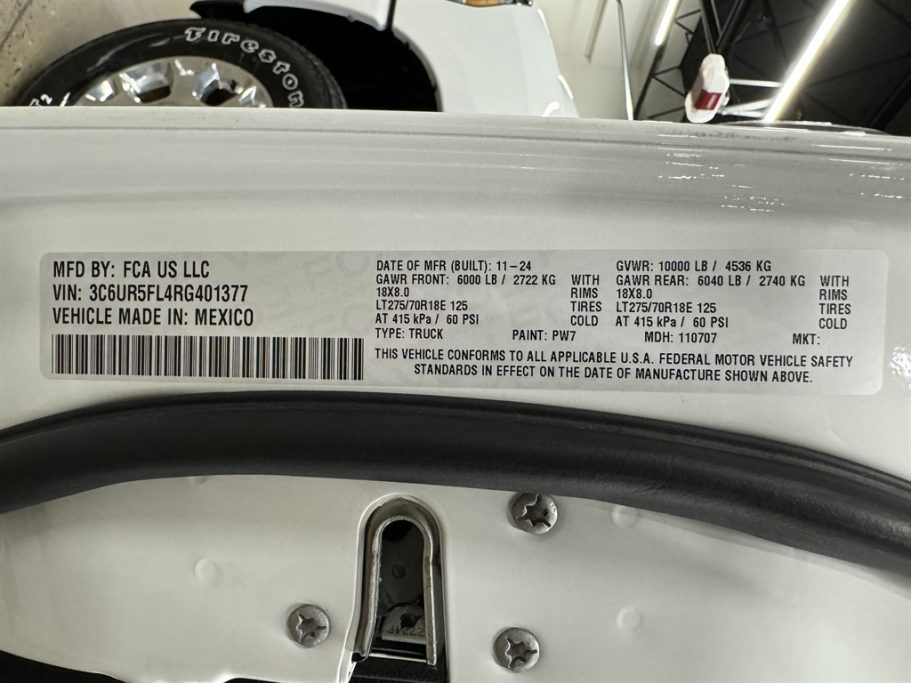 Firestone
MFD BY: FCA US LLC
VIN: 3C6UR5FL4RG401377
VEHICLE MADE IN: MEXICO
DATE OF MFR (BUILT): 11-24
GAWR FRONT: 6000 LB / 2722 KG WITH
18X8.0 RIMS
LT275/70R18E 125 TIRES
AT 415 kPa / 60 PSI COLD
TYPE: TRUCK PAINT: PW7
GVWR: 10000 LB / 4536 KG
GAWR REAR: 6040 LB / 2740 KG WITH
18X8.0 RIMS
LT275/70R18E 125 TIRES
AT 415 kPa / 60 PSI COLD
MDH: 110707 MKT:
THIS VEHICLE CONFORMS TO ALL APPLICABLE U.S.A. FEDERAL MOTOR VEHICLE SAFETY
STANDARDS IN EFFECT ON THE DATE OF MANUFACTURE SHOWN ABOVE.